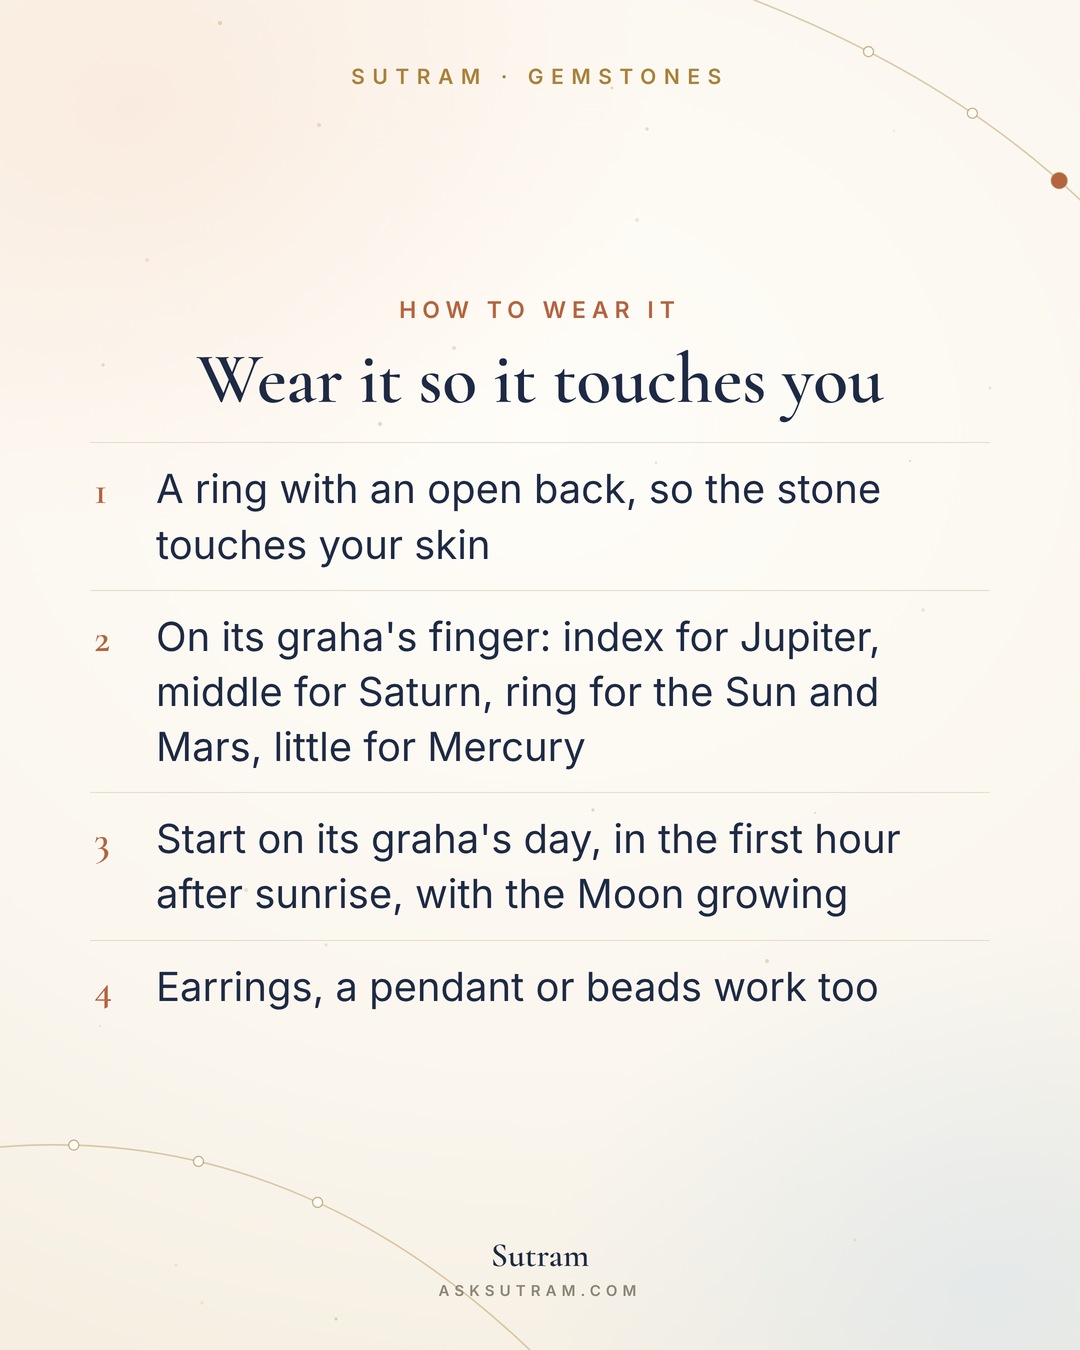 SUTRAM · GEMSTONES
HOW TO WEAR IT
Wear it so it touches you
1 A ring with an open back, so the stone
touches your skin
2 On its graha's finger: index for Jupiter,
middle for Saturn, ring for the Sun and
Mars, little for Mercury
3 Start on its graha's day, in the first hour
after sunrise, with the Moon growing
4 Earrings, a pendant or beads work too
Sutram
ASKSUTRAM.COM